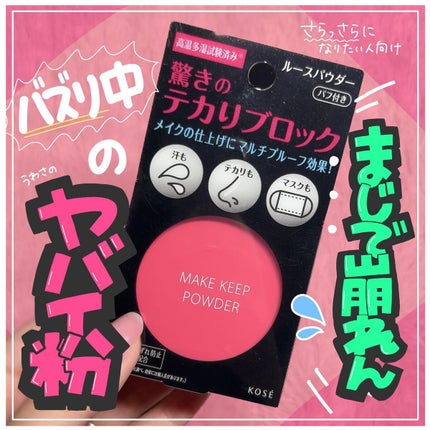 さらっさらに
なりたい人向け
バズり中
の
うわさの
ヤバイ粉
まじで崩れん
高温多湿試験済み※
ルースパウダー
パフ付き
驚きの
テカリブロック
メイクの仕上げにマルチプルーフ効果!
汗も
テカリも
マスクも
MAKE KEEP
POWDER
KOSÉ